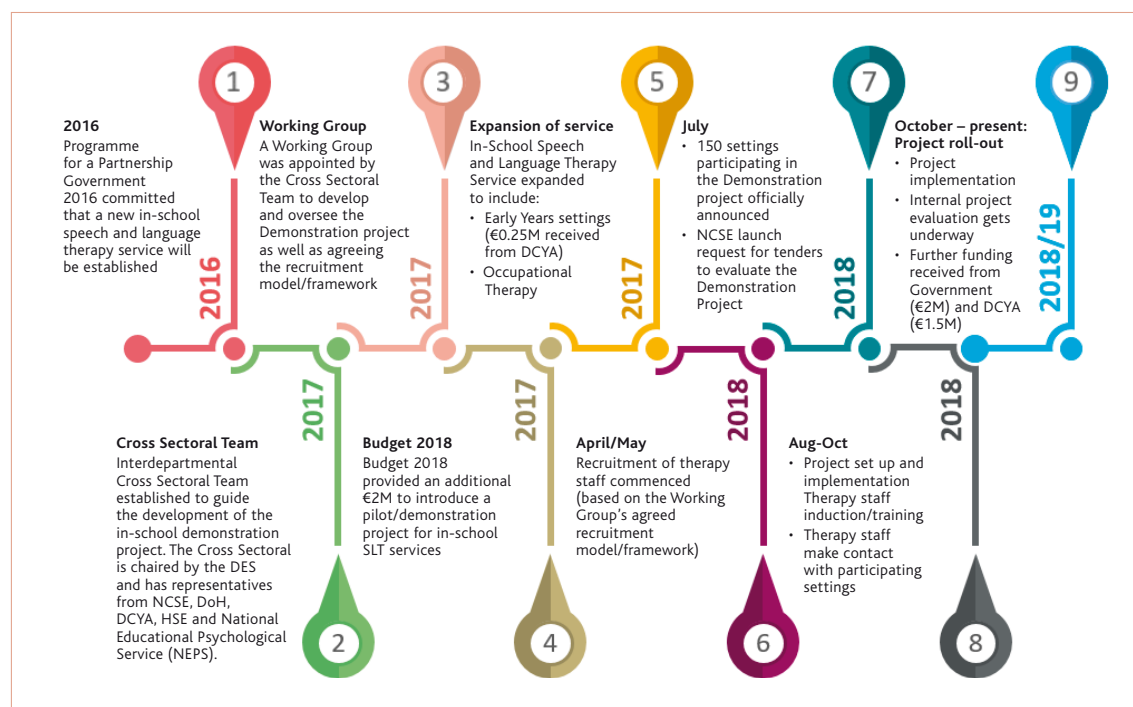 1
2016
Programme
for a Partnership
Government
2016 committed
that a new in-school
speech and language
therapy service will
be established
2016
Cross Sectoral Team
Interdepartmental
Cross Sectoral Team
established to guide
the development of the
in-school demonstration
project. The Cross Sectoral
is chaired by the DES
and has representatives
from NCSE, DoH,
DCYA, HSE and National
Educational Psychological
Service (NEPS).
2017
2
Working Group
A Working Group
was appointed by
the Cross Sectoral
Team to develop
and oversee the
Demonstration project
as well as agreeing
the recruitment
model/framework
2017
3
Budget 2018
Budget 2018
provided an additional
€2M to introduce a
pilot/demonstration
project for in-school
SLT services
2017
4
Expansion of service
In-School Speech
and Language Therapy
Service expanded
to include:
• Early Years settings
(€0.25M received
from DCYA)
• Occupational
Therapy
2017
5
April/May
Recruitment of therapy
staff commenced
(based on the Working
Group’s agreed
recruitment
model/framework)
2018
6
July
• 150 settings
participating in
the Demonstration
project officially
announced
• NCSE launch
request for tenders
to evaluate the
Demonstration
Project
2018
7
Aug-Oct
• Project set up and
implementation
Therapy staff
induction/training
• Therapy staff
make contact
with participating
settings
2018
8
October – present:
Project roll-out
• Project
implementation
• Internal project
evaluation gets
underway
• Further funding
received from
Government
(€2M) and DCYA
(€1.5M)
2018/19
9